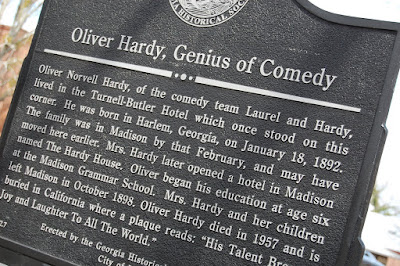 HISTORICAL SOC
Oliver Hardy, Genius of Comedy
Oliver Norvell Hardy, of the comedy team Laurel and Hardy,
lived in the Turnell-Butler Hotel which once stood on this
corner. He was born in Harlem, Georgia, on January 18, 1892.
The family was in Madison by that February, and may have
moved here earlier. Mrs. Hardy later opened a hotel in Madison
named The Hardy House. Oliver began his education at age six
at the Madison Grammar School. Mrs. Hardy and her children
left Madison in October 1898. Oliver Hardy died in 1957 and is
buried in California where a plaque reads: "His Talent Br
Joy and Laughter To All The World."
Erected by the Georgia Historic
City of